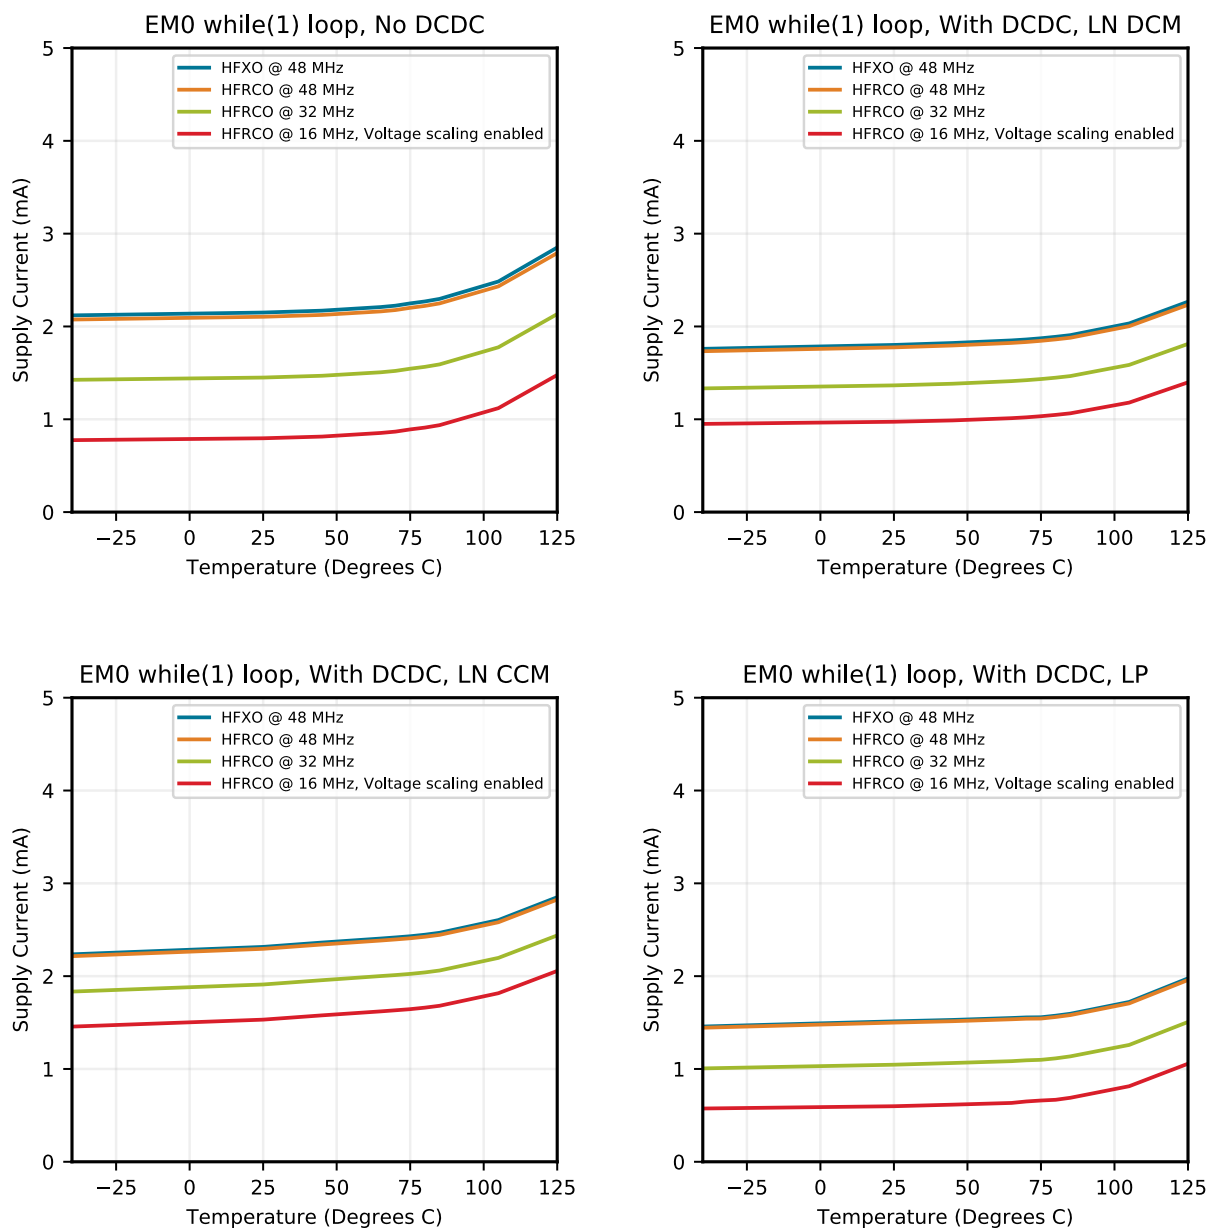 EM0 while(1) loop, No DCDC
5
4
3
2
1
0
Supply Current (mA)
HFXO @ 48 MHz
HFRCO @ 48 MHz
HFRCO @ 32 MHz
HFRCO @ 16 MHz, Voltage scaling enabled
−25 0 25 50 75 100 125
Temperature (Degrees C)
EM0 while(1) loop, With DCDC, LN DCM
5
4
3
2
1
0
Supply Current (mA)
HFXO @ 48 MHz
HFRCO @ 48 MHz
HFRCO @ 32 MHz
HFRCO @ 16 MHz, Voltage scaling enabled
−25 0 25 50 75 100 125
Temperature (Degrees C)
EM0 while(1) loop, With DCDC, LN CCM
5
4
3
2
1
0
Supply Current (mA)
HFXO @ 48 MHz
HFRCO @ 48 MHz
HFRCO @ 32 MHz
HFRCO @ 16 MHz, Voltage scaling enabled
−25 0 25 50 75 100 125
Temperature (Degrees C)
EM0 while(1) loop, With DCDC, LP
5
4
3
2
1
0
Supply Current (mA)
HFXO @ 48 MHz
HFRCO @ 48 MHz
HFRCO @ 32 MHz
HFRCO @ 16 MHz, Voltage scaling enabled
−25 0 25 50 75 100 125
Temperature (Degrees C)